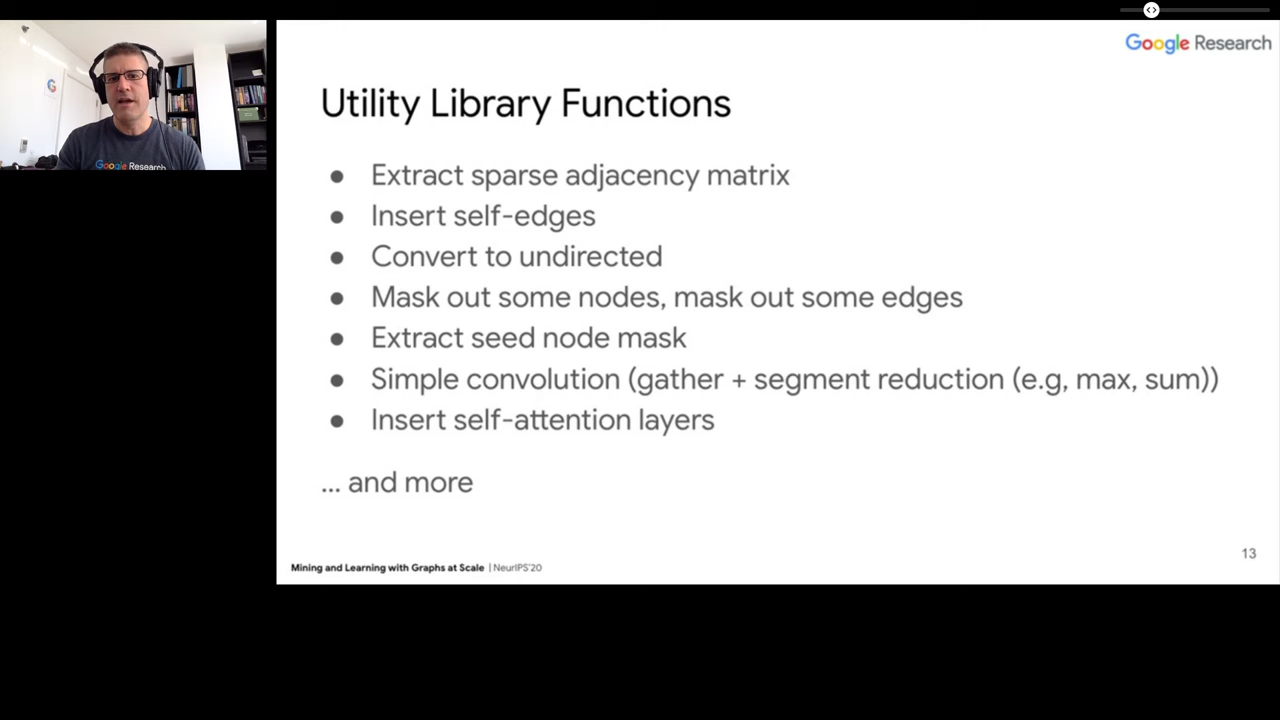 Google Research
Google Research
Utility Library Functions
● Extract sparse adjacency matrix
● Insert self-edges
● Convert to undirected
● Mask out some nodes, mask out some edges
● Extract seed node mask
● Simple convolution (gather + segment reduction (e.g, max, sum))
● Insert self-attention layers
... and more
13
Mining and Learning with Graphs at Scale | NeurIPS'20